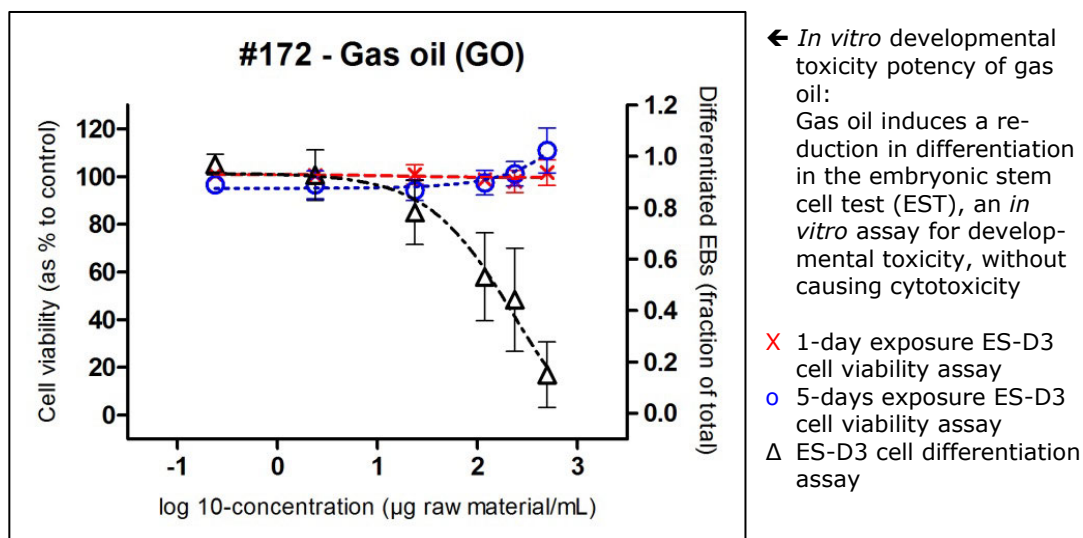 #172 - Gas oil (GO)
Cell viability (as % to control)
120
100
80
60
40
20
0
Differentiated EBs (fraction of total)
1.2
1.0
0.8
0.6
0.4
0.2
0.0
-1 0 1 2 3
log 10-concentration (µg raw material/mL)
← In vitro developmental
toxicity potency of gas
oil:
Gas oil induces a re-
duction in differentiation
in the embryonic stem
cell test (EST), an in
vitro assay for develop-
mental toxicity, without
causing cytotoxicity
X 1-day exposure ES-D3
cell viability assay
o 5-days exposure ES-D3
cell viability assay
Δ ES-D3 cell differentiation
assay